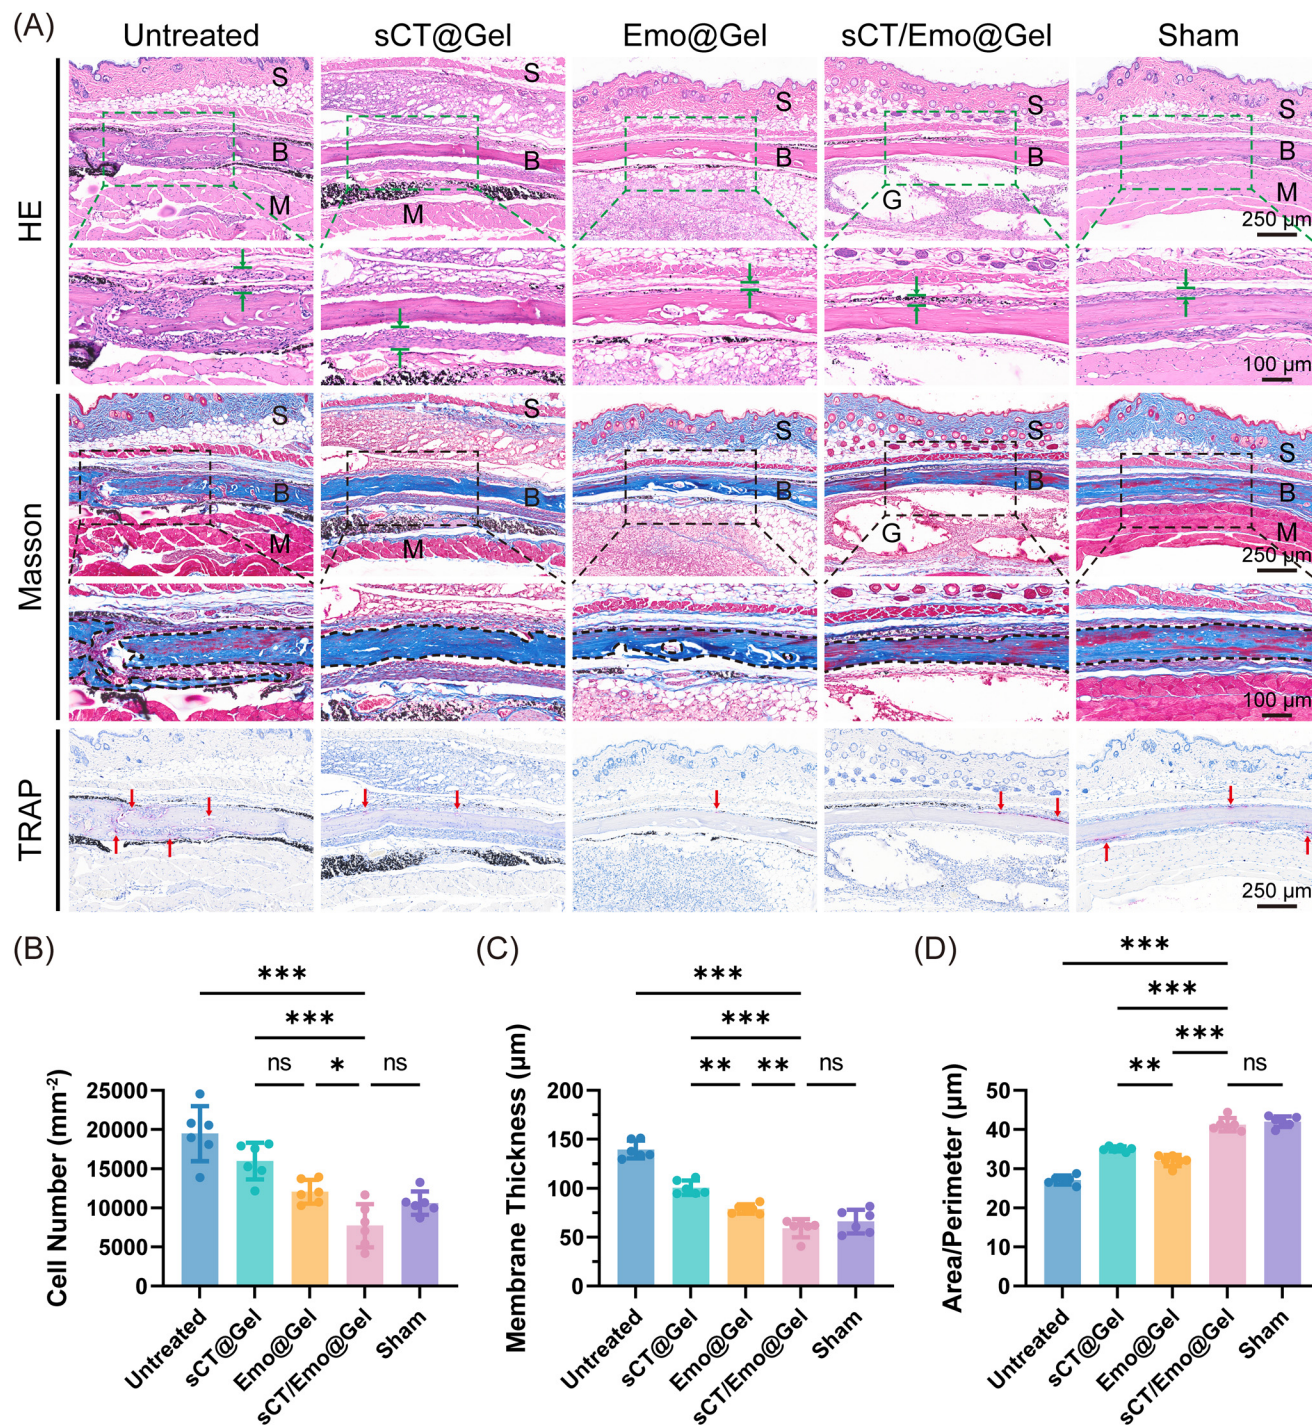 (A)
Untreated sCT@Gel Emo@Gel sCT/Emo@Gel Sham
HE
S S S S S
B B B B
M M G M
250 µm
100 µm
Masson
S S S S S
B B B B
M M G M
250 µm
100 µm
TRAP
250 µm
(B)
***
***
ns * ns
Cell Number (mm⁻²)
25000
20000
15000
10000
5000
0
Untreated
sCT@Gel
Emo@Gel
sCT/Emo@Gel
Sham
(C)
***
***
** ** ns
Membrane Thickness (µm)
200
150
100
50
0
Untreated
sCT@Gel
Emo@Gel
sCT/Emo@Gel
Sham
(D)
***
***
***
** ns
Area/Perimeter (µm)
50
40
30
20
10
0
Untreated
sCT@Gel
Emo@Gel
sCT/Emo@Gel
Sham